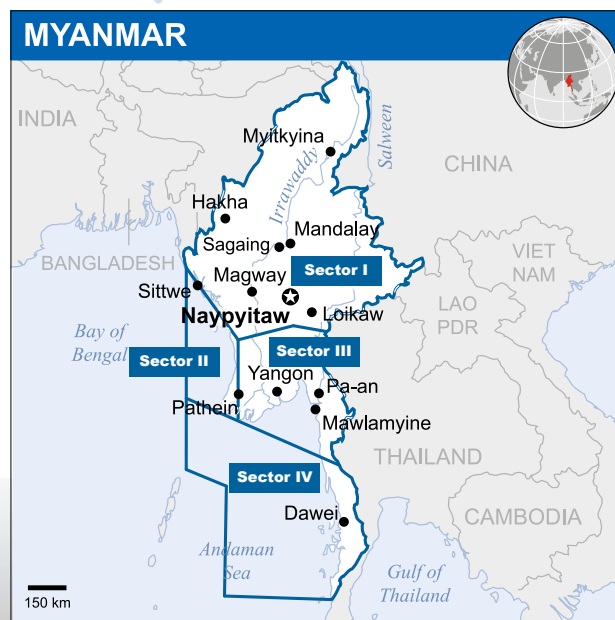 MYANMAR
INDIA
Myitkyina
Salween
CHINA
Irrawaddy
Hakha
Mandalay
Sagaing
BANGLADESH
Magway
Sector I
VIET
NAM
Sittwe
Naypyitaw
Loikaw
LAO
PDR
Bay of
Bengal
Sector II
Sector III
Yangon
Pa-an
Pathein
Mawlamyine
THAILAND
Sector IV
Dawei
CAMBODIA
Andaman
Sea
Gulf of
Thailand
150 km